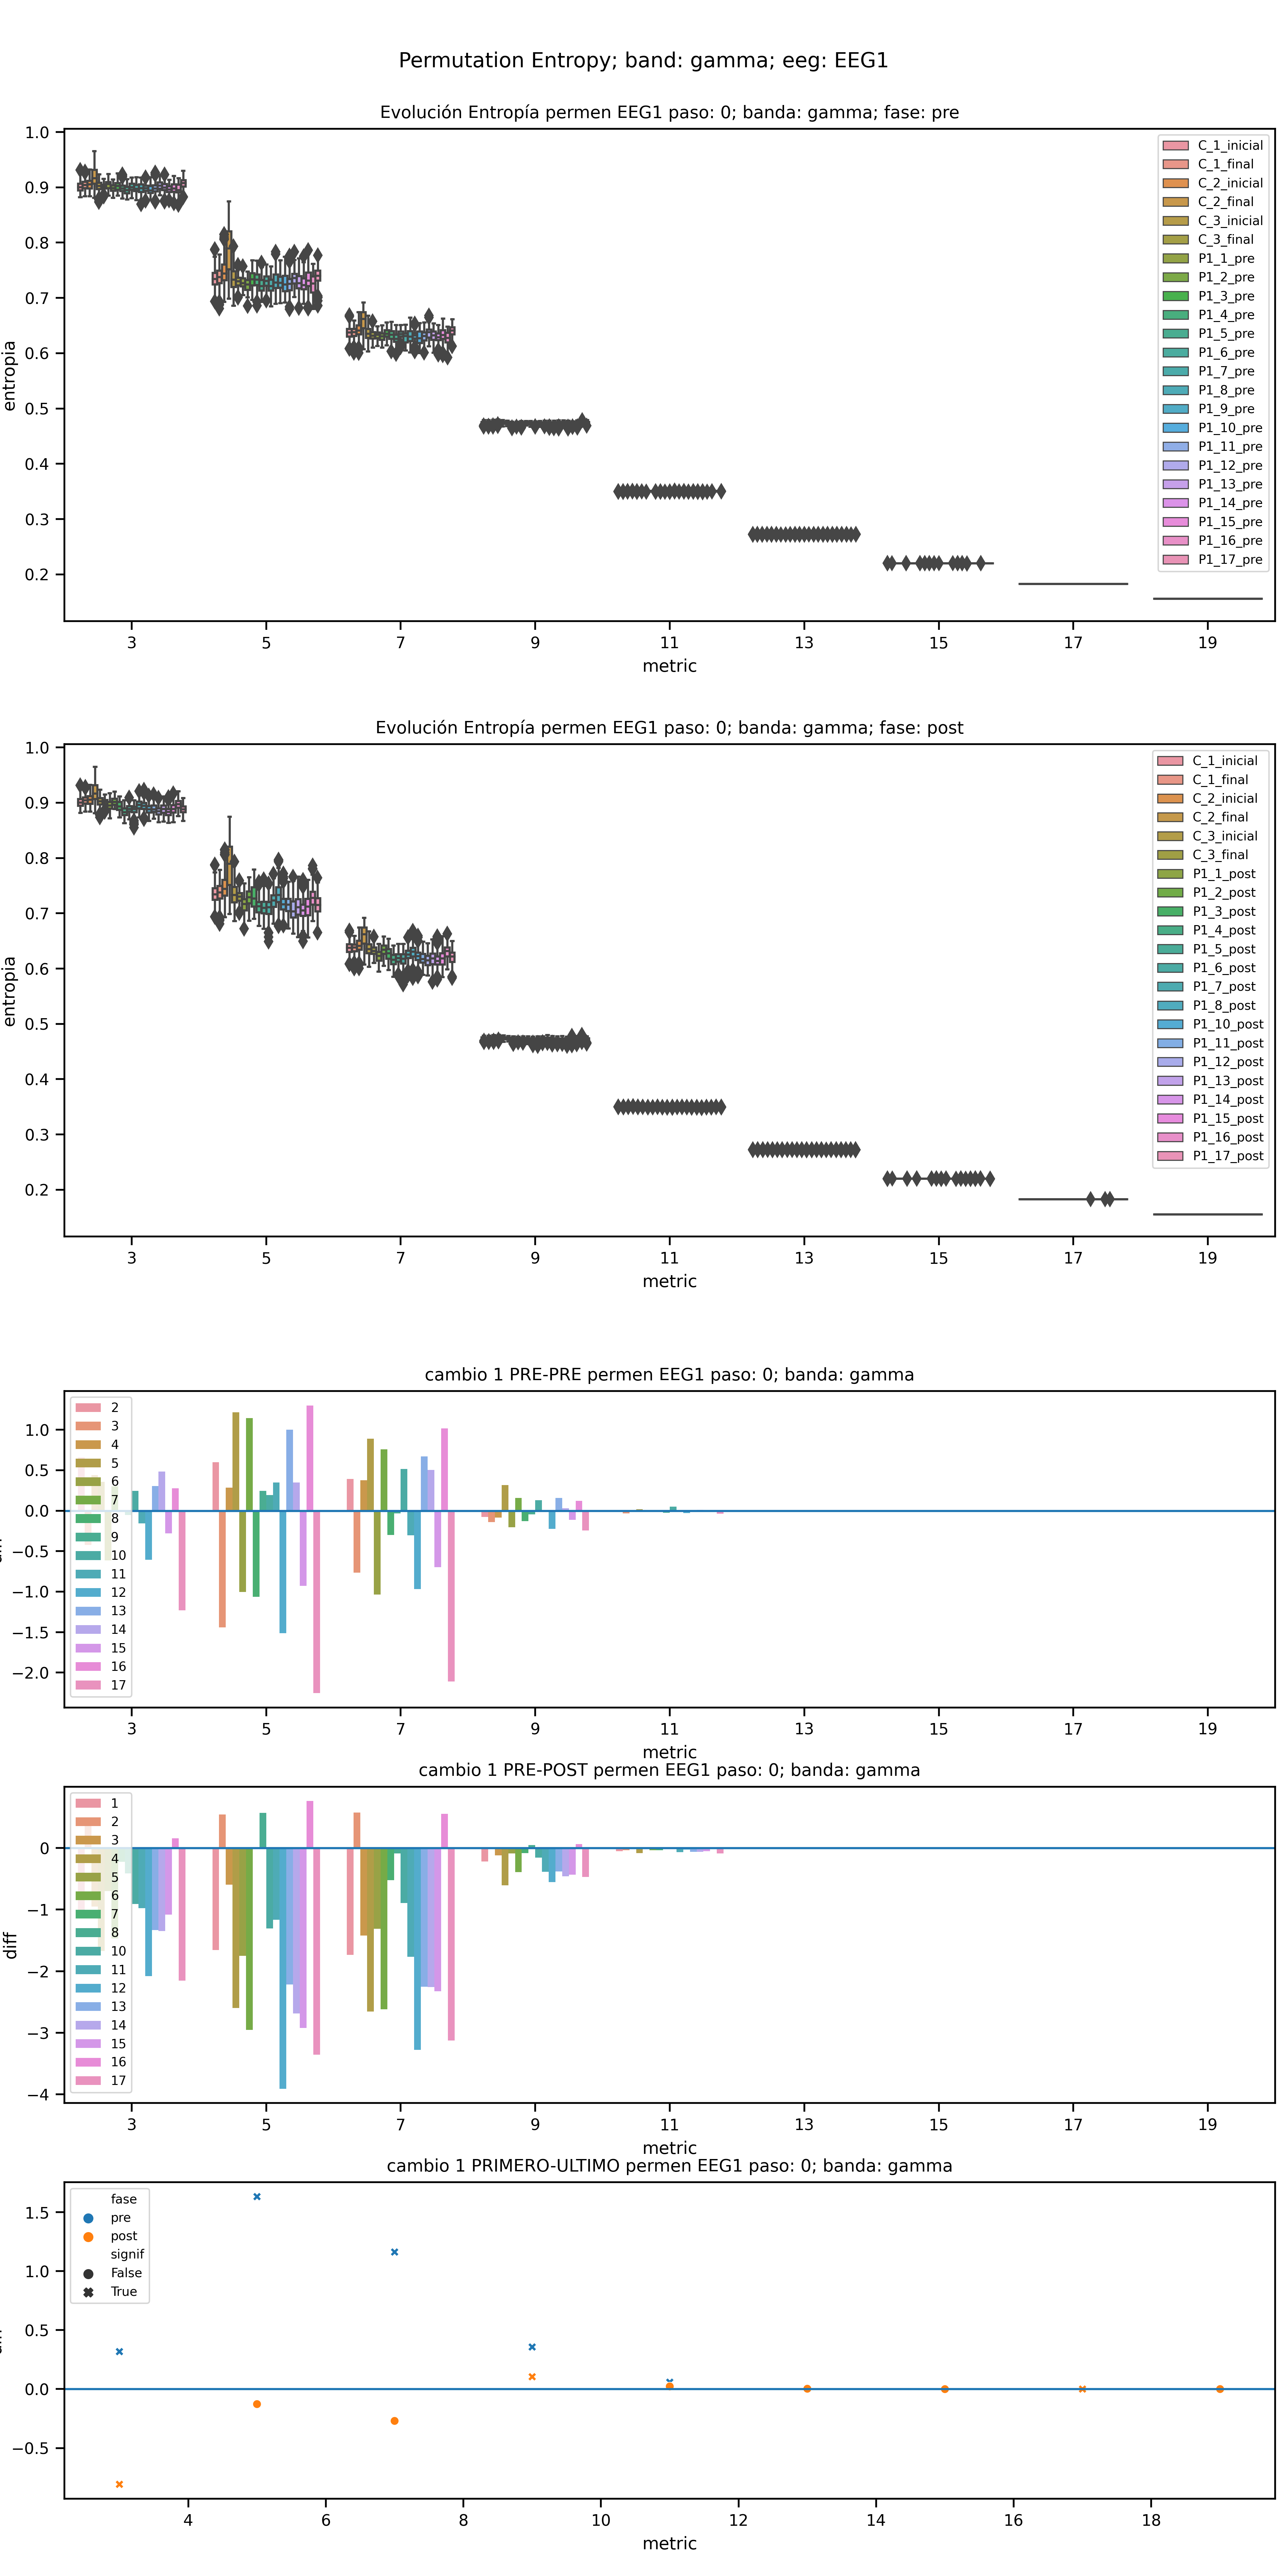 Permutation Entropy; band: gamma; eeg: EEG1
Evolución Entropía permen EEG1 paso: 0; banda: gamma; fase: pre
1.0
0.9
0.8
0.7
0.6
0.5
0.4
0.3
0.2
entropia
C_1_inicial
C_1_final
C_2_inicial
C_2_final
C_3_inicial
C_3_final
P1_1_pre
P1_2_pre
P1_3_pre
P1_4_pre
P1_5_pre
P1_6_pre
P1_7_pre
P1_8_pre
P1_9_pre
P1_10_pre
P1_11_pre
P1_12_pre
P1_13_pre
P1_14_pre
P1_15_pre
P1_16_pre
P1_17_pre
3 5 7 9 11 13 15 17 19
metric
Evolución Entropía permen EEG1 paso: 0; banda: gamma; fase: post
1.0
0.9
0.8
0.7
0.6
0.5
0.4
0.3
0.2
entropia
C_1_inicial
C_1_final
C_2_inicial
C_2_final
C_3_inicial
C_3_final
P1_1_post
P1_2_post
P1_3_post
P1_4_post
P1_5_post
P1_6_post
P1_7_post
P1_8_post
P1_10_post
P1_11_post
P1_12_post
P1_13_post
P1_14_post
P1_15_post
P1_16_post
P1_17_post
3 5 7 9 11 13 15 17 19
metric
cambio 1 PRE-PRE permen EEG1 paso: 0; banda: gamma
1.0
0.5
0.0
−0.5
−1.0
−1.5
−2.0
2
3
4
5
6
7
8
9
10
11
12
13
14
15
16
17
3 5 7 9 11 13 15 17 19
metric
cambio 1 PRE-POST permen EEG1 paso: 0; banda: gamma
0
−1
−2
−3
−4
diff
1
2
3
4
5
6
7
8
10
11
12
13
14
15
16
17
3 5 7 9 11 13 15 17 19
metric
cambio 1 PRIMERO-ULTIMO permen EEG1 paso: 0; banda: gamma
1.5
1.0
0.5
0.0
−0.5
fase
pre
post
signif
False
True
4 6 8 10 12 14 16 18
metric